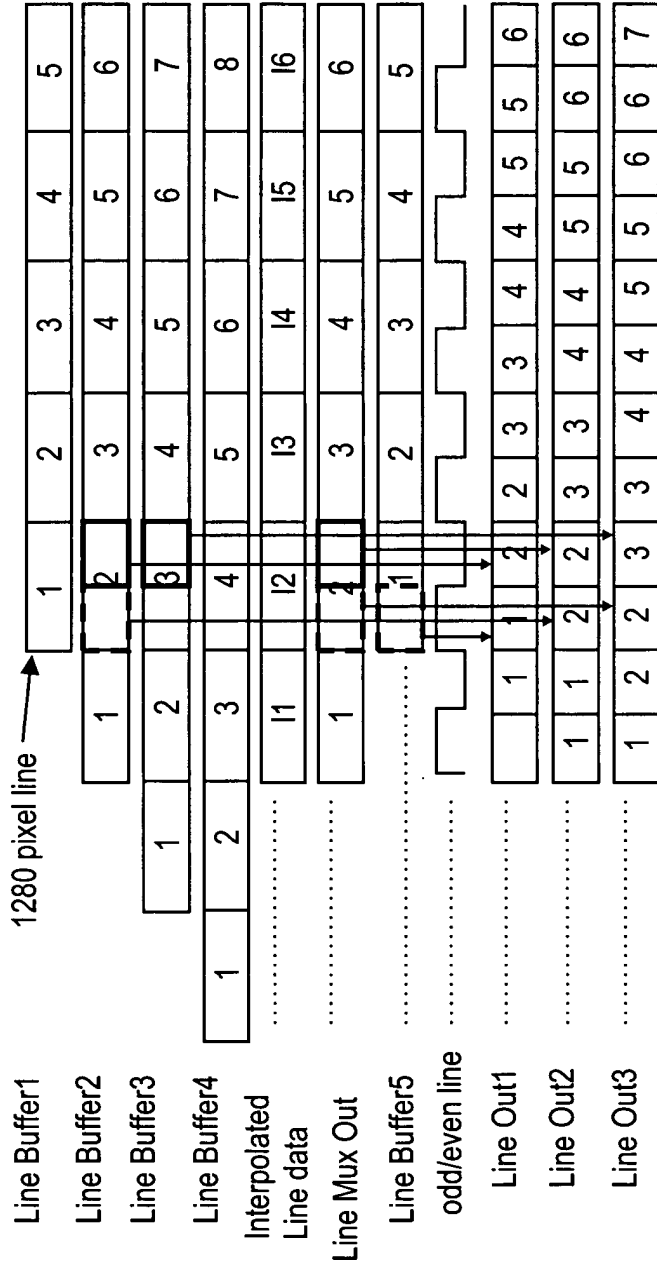 1280 pixel line
Line Buffer1 1 2 3 4 5
Line Buffer2 1 2 3 4 5 6
Line Buffer3 1 2 3 4 5 6 7
Line Buffer4 1 2 3 4 5 6 7 8
Interpolated
Line data I1 I2 I3 I4 I5 I6
Line Mux Out 1 2 3 4 5 6
Line Buffer5 1 2 3 4 5
odd/even line
Line Out1 1 1 2 2 3 3 4 4 5 5 6
Line Out2 1 1 2 2 3 3 4 4 5 5 6 6
Line Out3 1 2 2 3 3 4 4 5 5 6 6 7